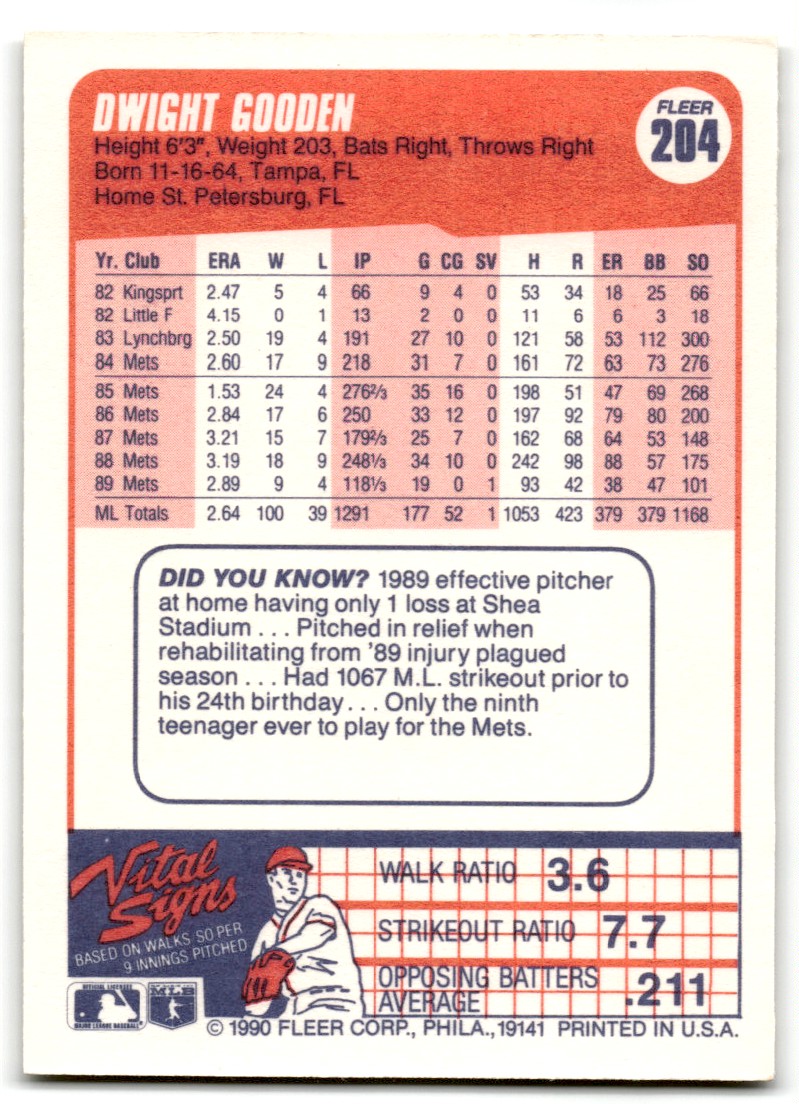 DWIGHT GOODEN
FLEER
204
Height 6'3", Weight 203, Bats Right, Throws Right
Born 11-16-64, Tampa, FL
Home St. Petersburg, FL
Yr. Club ERA W L IP G CG SV H R ER BB SO
82 Kingsprt 2.47 5 4 66 9 4 0 53 34 18 25 66
82 Little F 4.15 0 1 13 2 0 0 11 6 6 3 18
83 Lynchbrg 2.50 19 4 191 27 10 0 121 58 53 112 300
84 Mets 2.60 17 9 218 31 7 0 161 72 63 73 276
85 Mets 1.53 24 4 276⅔ 35 16 0 198 51 47 69 268
86 Mets 2.84 17 6 250 33 12 0 197 92 79 80 200
87 Mets 3.21 15 7 179⅔ 25 7 0 162 68 64 53 148
88 Mets 3.19 18 9 248⅓ 34 10 0 242 98 88 57 175
89 Mets 2.89 9 4 118⅓ 19 0 1 93 42 38 47 101
ML Totals 2.64 100 39 1291 177 52 1 1053 423 379 379 1168
DID YOU KNOW? 1989 effective pitcher
at home having only 1 loss at Shea
Stadium . . . Pitched in relief when
rehabilitating from '89 injury plagued
season . . . Had 1067 M.L. strikeout prior to
his 24th birthday . . . Only the ninth
teenager ever to play for the Mets.
Vital
Signs
BASED ON WALKS, SO PER
9 INNINGS PITCHED
WALK RATIO 3.6
STRIKEOUT RATIO 7.7
OPPOSING BATTERS
AVERAGE .211
OFFICIAL LICENSEE
MAJOR LEAGUE BASEBALL
MLB
© 1990 FLEER CORP., PHILA., 19141 PRINTED IN U.S.A.